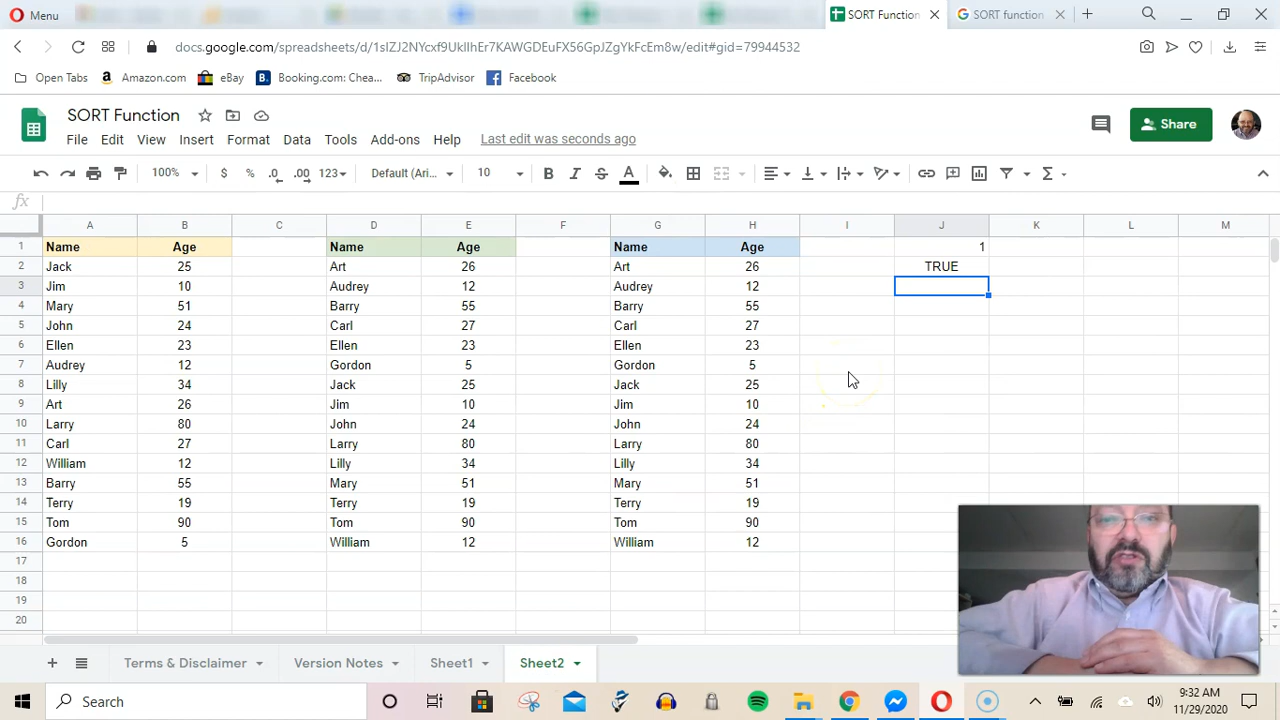 Menu
SORT Function
SORT function
docs.google.com/spreadsheets/d/1sIZJ2NYcxf9UklIhEr7KAWGDEuFX56GpJZgYkFcEm8w/edit#gid=79944532
Open Tabs
Amazon.com
eBay
Booking.com: Chea...
TripAdvisor
Facebook
SORT Function
File Edit View Insert Format Data Tools Add-ons Help Last edit was seconds ago
Share
100% $ % .0 .00 123 Default (Ari... 10 B I S A
fx
A B C D E F G H I J K L M
1 Name Age Name Age Name Age 1
2 Jack 25 Art 26 Art 26 TRUE
3 Jim 10 Audrey 12 Audrey 12
4 Mary 51 Barry 55 Barry 55
5 John 24 Carl 27 Carl 27
6 Ellen 23 Ellen 23 Ellen 23
7 Audrey 12 Gordon 5 Gordon 5
8 Lilly 34 Jack 25 Jack 25
9 Art 26 Jim 10 Jim 10
10 Larry 80 John 24 John 24
11 Carl 27 Larry 80 Larry 80
12 William 12 Lilly 34 Lilly 34
13 Barry 55 Mary 51 Mary 51
14 Terry 19 Terry 19 Terry 19
15 Tom 90 Tom 90 Tom 90
16 Gordon 5 William 12 William 12
17
18
19
20
Terms & Disclaimer Version Notes Sheet1 Sheet2
Search
9:32 AM
11/29/2020